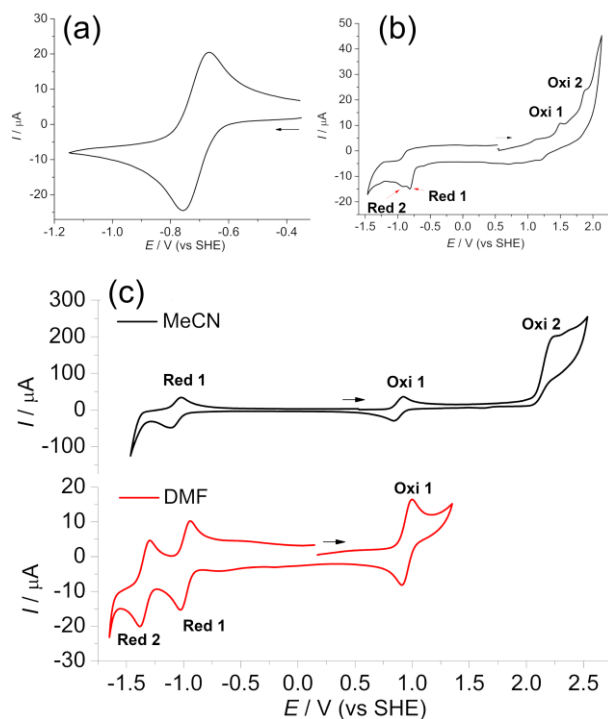 (a)
30
20
10
0
-10
-20
I / µA
-1.2 -1.0 -0.8 -0.6 -0.4
E / V (vs SHE)
(b)
50
40
30
20
10
0
-10
-20
I / µA
Oxi 2
Oxi 1
Red 2 Red 1
-1.5 -1.0 -0.5 0.0 0.5 1.0 1.5 2.0
E / V (vs SHE)
(c)
300
200
100
0
-100
I / µA
MeCN
Red 1
Oxi 1
Oxi 2
20
10
0
-10
-20
-30
I / µA
DMF
Oxi 1
Red 2 Red 1
-1.5 -1.0 -0.5 0.0 0.5 1.0 1.5 2.0 2.5
E / V (vs SHE)